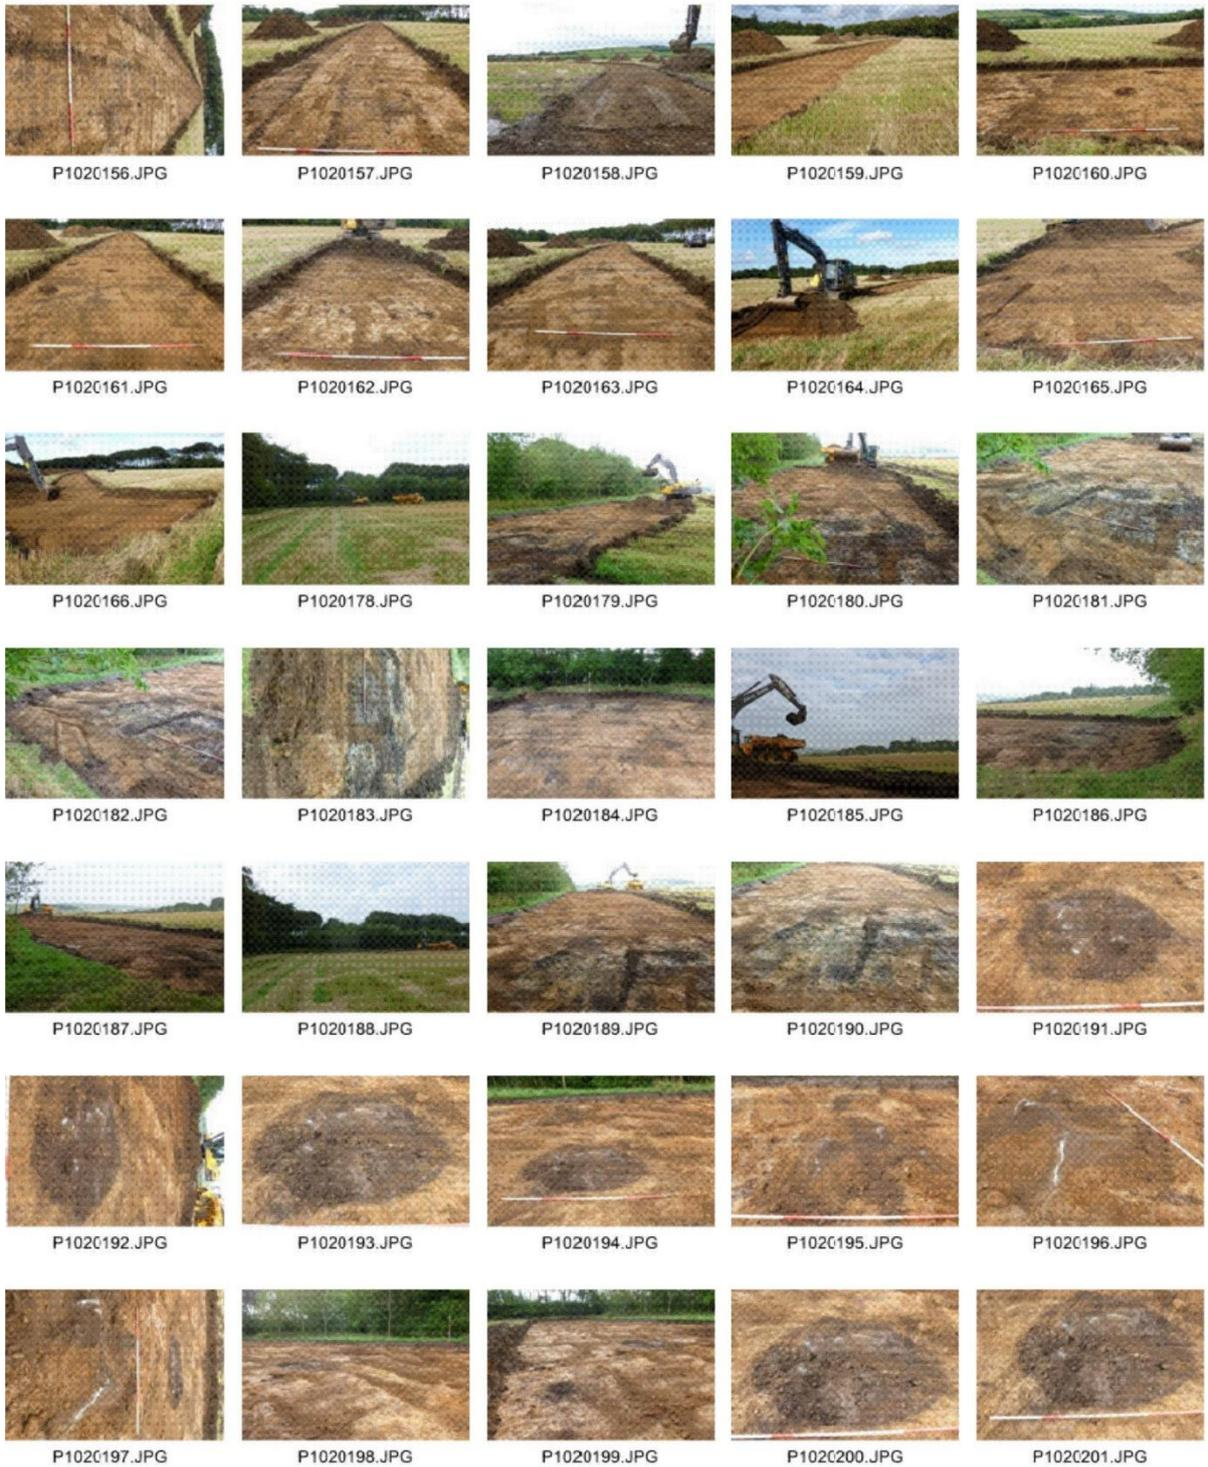 P1020156.JPG P1020157.JPG P1020158.JPG P1020159.JPG P1020160.JPG
P1020161.JPG P1020162.JPG P1020163.JPG P1020164.JPG P1020165.JPG
P1020166.JPG P1020178.JPG P1020179.JPG P1020180.JPG P1020181.JPG
P1020182.JPG P1020183.JPG P1020184.JPG P1020185.JPG P1020186.JPG
P1020187.JPG P1020188.JPG P1020189.JPG P1020190.JPG P1020191.JPG
P1020192.JPG P1020193.JPG P1020194.JPG P1020195.JPG P1020196.JPG
P1020197.JPG P1020198.JPG P1020199.JPG P1020200.JPG P1020201.JPG